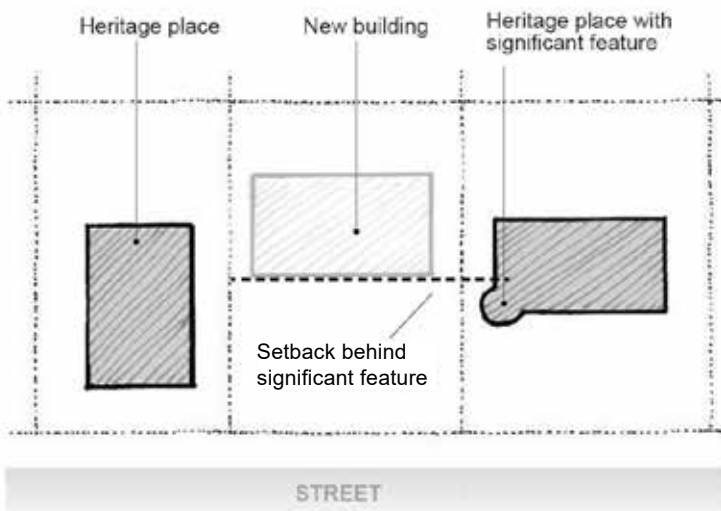 Heritage place
New building
Heritage place with
significant feature
Setback behind
significant feature
STREET